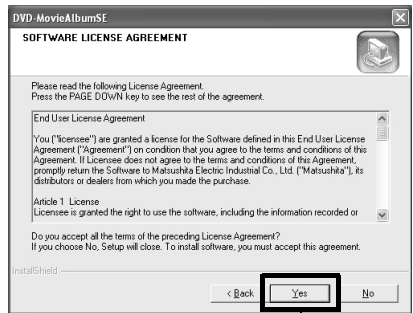 DVD-MovieAlbumSE
SOFTWARE LICENSE AGREEMENT
Please read the following License Agreement.
Press the PAGE DOWN key to see the rest of the agreement.
End User License Agreement
You ("licensee") are granted a license for the Software defined in this End User License
Agreement ("Agreement") on condition that you agree to the terms and conditions of this
Agreement. If Licensee does not agree to the terms and conditions of this Agreement,
promptly return the Software to Matsushita Electric Industrial Co., Ltd. ("Matsushita"), its
distributors or dealers from which you made the purchase.
Article 1 License
Licensee is granted the right to use the software, including the information recorded or
Do you accept all the terms of the preceding License Agreement?
If you choose No, Setup will close. To install software, you must accept this agreement.
InstallShield
< Back Yes No